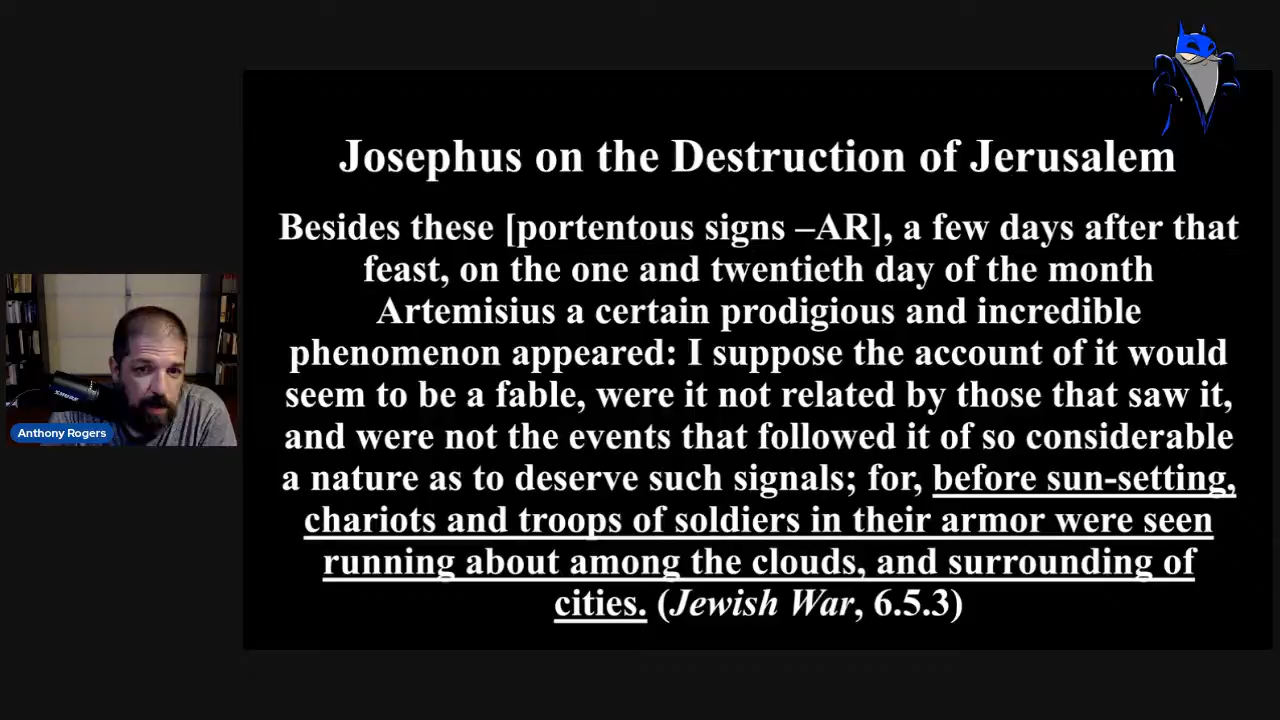 Josephus on the Destruction of Jerusalem
Besides these [portentous signs –AR], a few days after that
feast, on the one and twentieth day of the month
Artemisius a certain prodigious and incredible
phenomenon appeared: I suppose the account of it would
seem to be a fable, were it not related by those that saw it,
and were not the events that followed it of so considerable
a nature as to deserve such signals; for, before sun-setting,
chariots and troops of soldiers in their armor were seen
running about among the clouds, and surrounding of
cities. (Jewish War, 6.5.3)
SHURE
Anthony Rogers